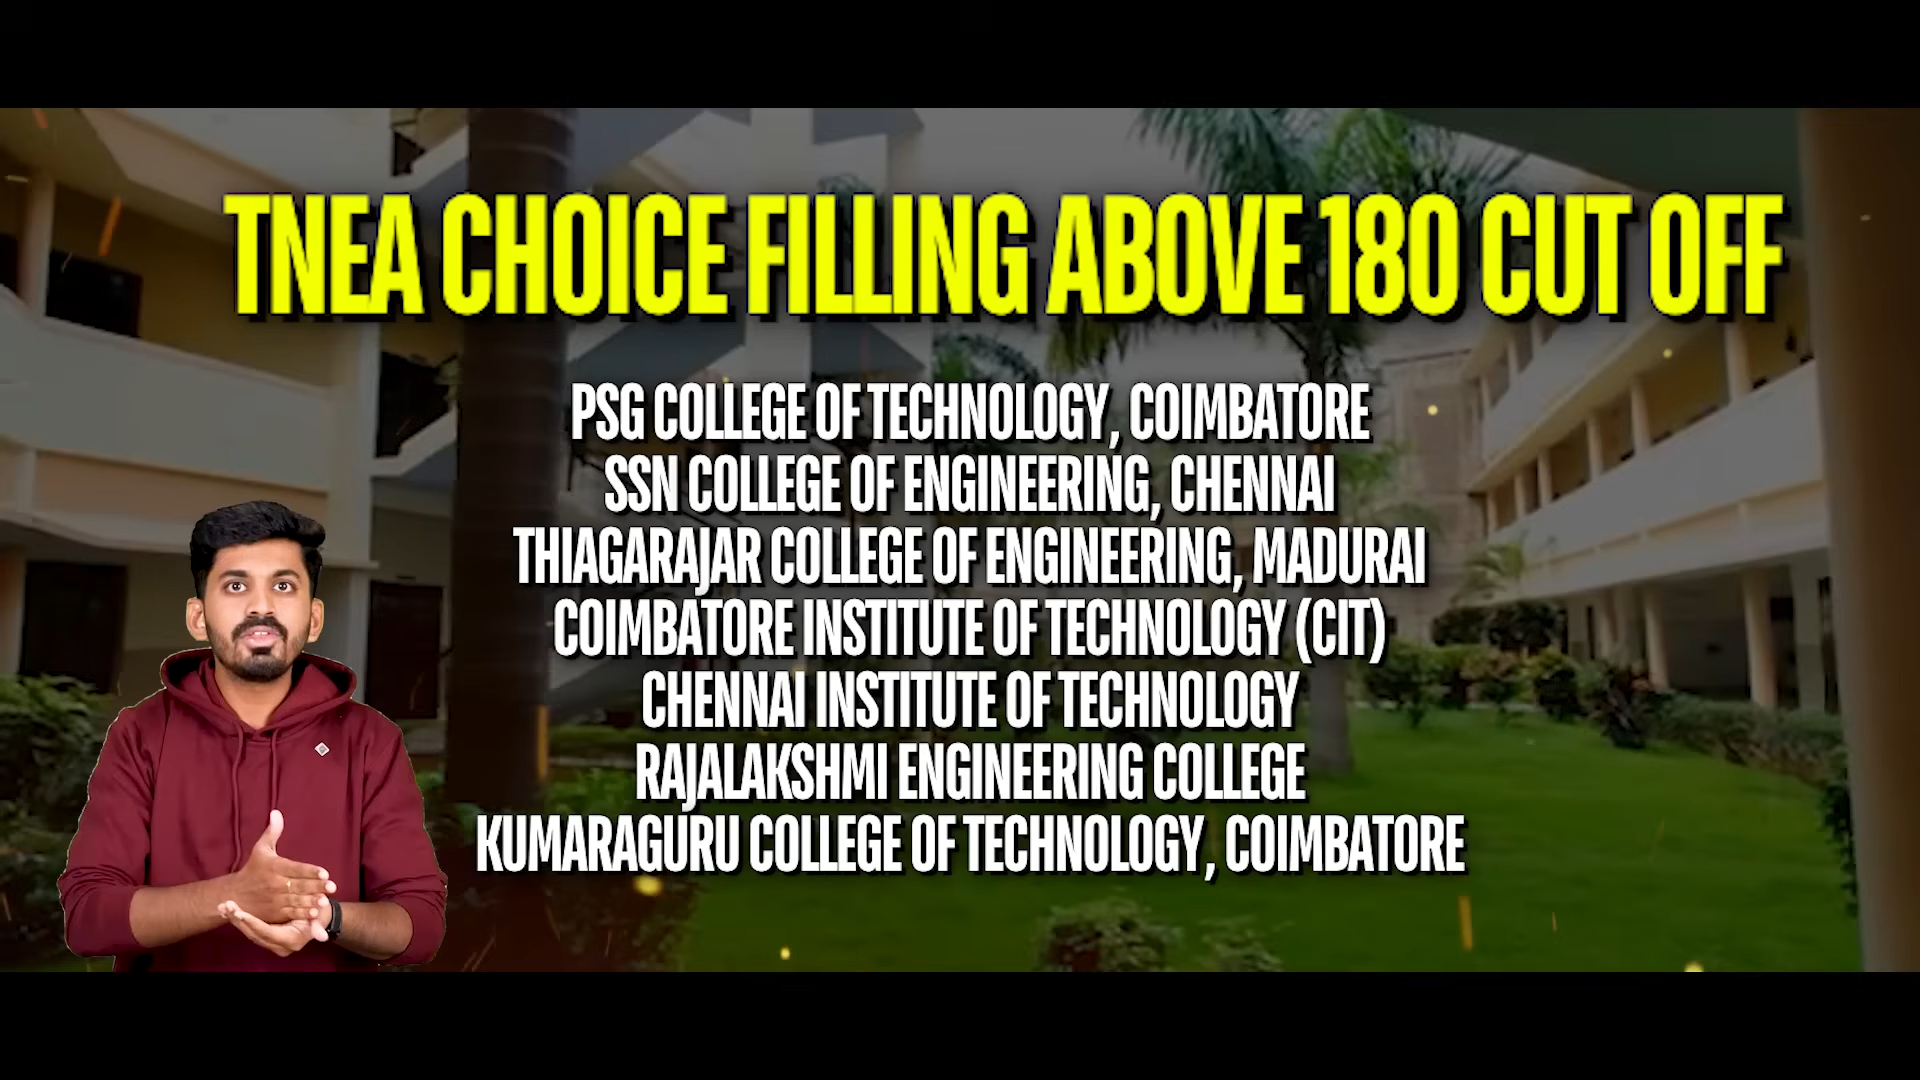 TNEA CHOICE FILLING ABOVE 180 CUT OFF
PSG COLLEGE OF TECHNOLOGY, COIMBATORE
SSN COLLEGE OF ENGINEERING, CHENNAI
THIAGARAJAR COLLEGE OF ENGINEERING, MADURAI
COIMBATORE INSTITUTE OF TECHNOLOGY (CIT)
CHENNAI INSTITUTE OF TECHNOLOGY
RAJALAKSHMI ENGINEERING COLLEGE
KUMARAGURU COLLEGE OF TECHNOLOGY, COIMBATORE